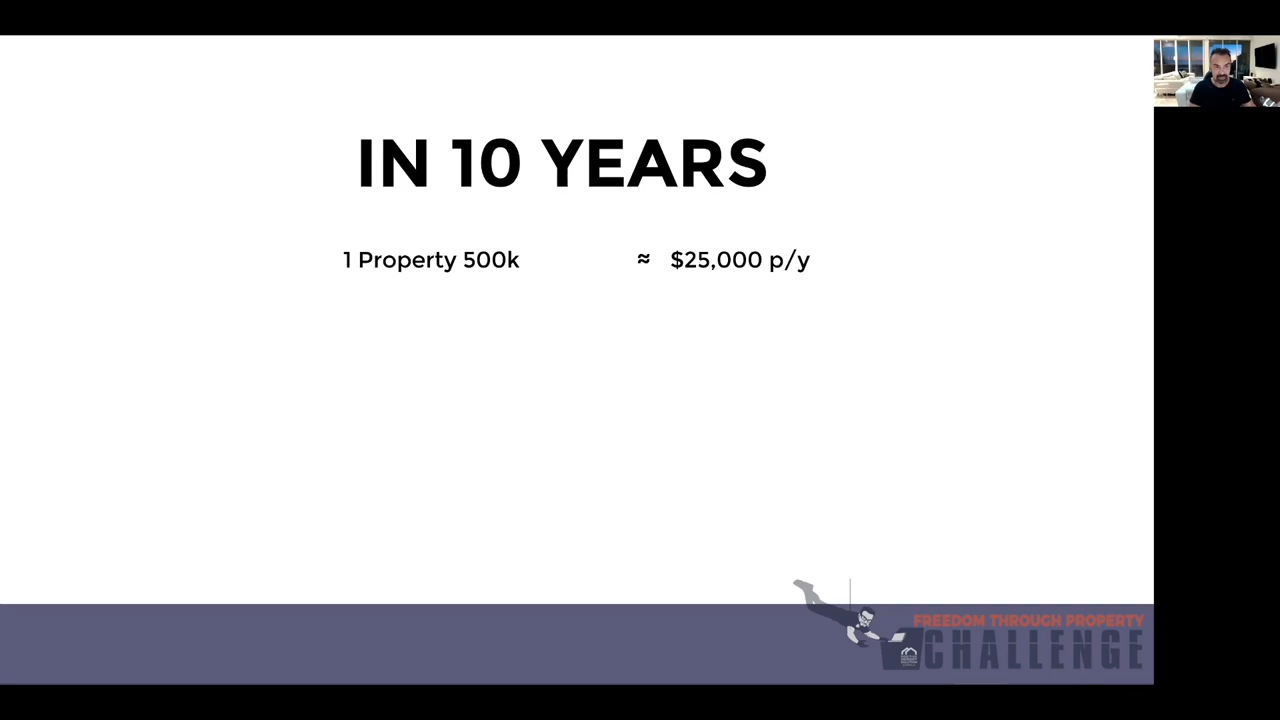 IN 10 YEARS
1 Property 500k ≈ $25,000 p/y
FREEDOM THROUGH PROPERTY
CHALLENGE